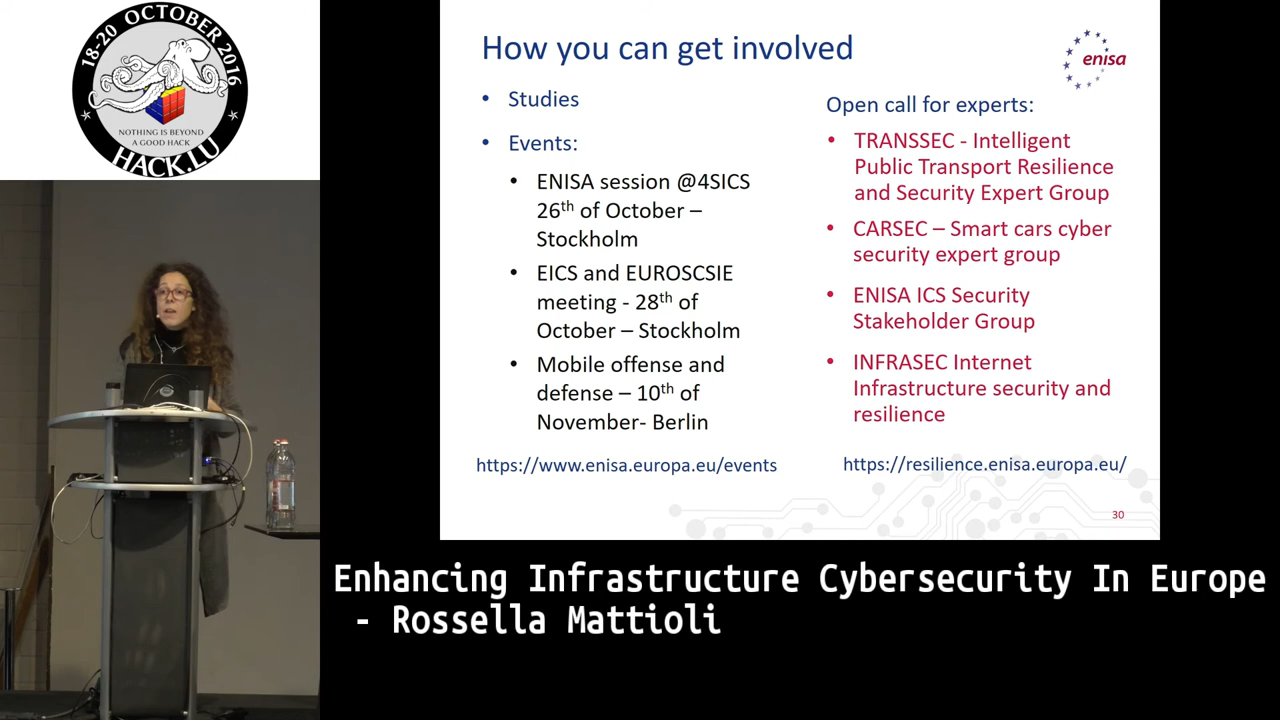 18-20 OCTOBER 2016
NOTHING IS BEYOND
A GOOD HACK
HACK.LU
How you can get involved
enisa
• Studies
• Events:
• ENISA session @4SICS
26th of October –
Stockholm
• EICS and EUROSCSIE
meeting - 28th of
October – Stockholm
• Mobile offense and
defense – 10th of
November- Berlin
https://www.enisa.europa.eu/events
Open call for experts:
• TRANSSEC - Intelligent
Public Transport Resilience
and Security Expert Group
• CARSEC – Smart cars cyber
security expert group
• ENISA ICS Security
Stakeholder Group
• INFRASEC Internet
Infrastructure security and
resilience
https://resilience.enisa.europa.eu/
30
Enhancing Infrastructure Cybersecurity In Europe
- Rossella Mattioli